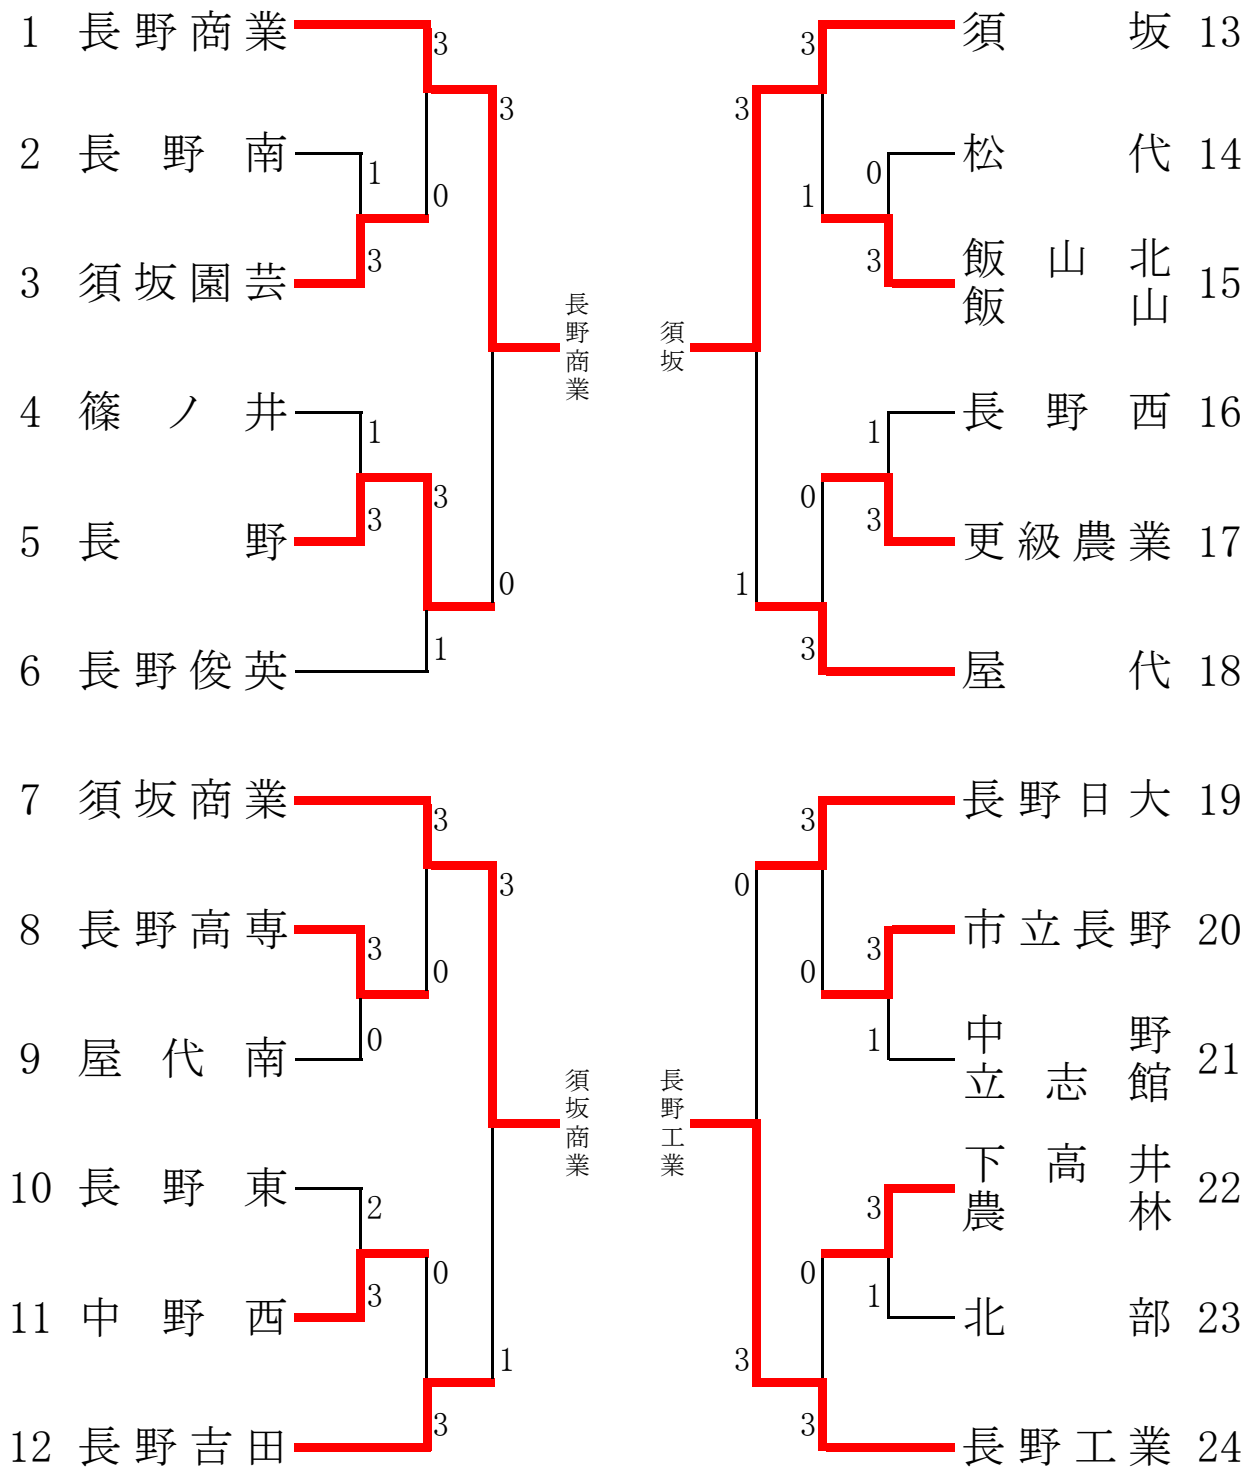 1 長野商業
3
2 長野南
1
0
3
3 須坂園芸
3
長野商業
4 篠ノ井
1
3
5 長野
3
0
6 長野俊英
1
7 須坂商業
3
3
8 長野高専
3
0
9 屋代南
0
須坂商業
10 長野東
2
0
11 中野西
3
1
12 長野吉田
3
須坂 13
3
3
松代 14
0
1
飯山北
飯山 15
3
須坂
長野西 16
1
0
更級農業 17
3
1
屋代 18
3
長野日大 19
3
0
市立長野 20
3
0
中野
立志館 21
1
長野工業
下高井
農林 22
3
0
北部 23
1
3
長野工業 24
3